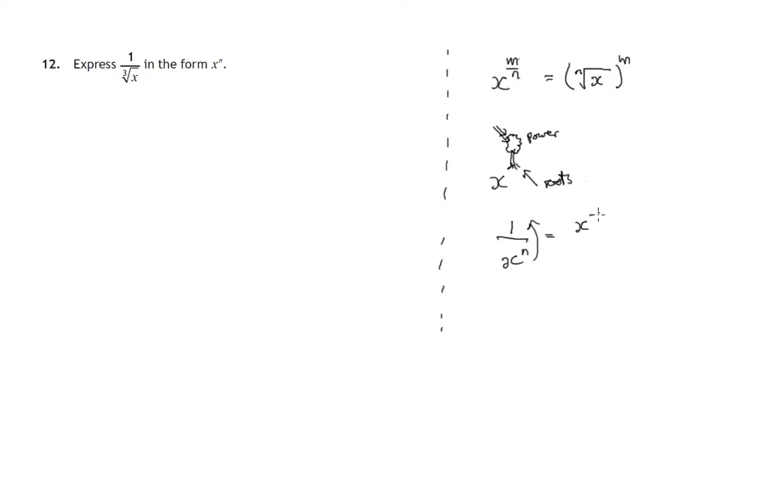 12. Express 1/∛x in the form xⁿ.
x^(m/n) = (ⁿ√x)^m
power
x roots
1/xⁿ = x⁻